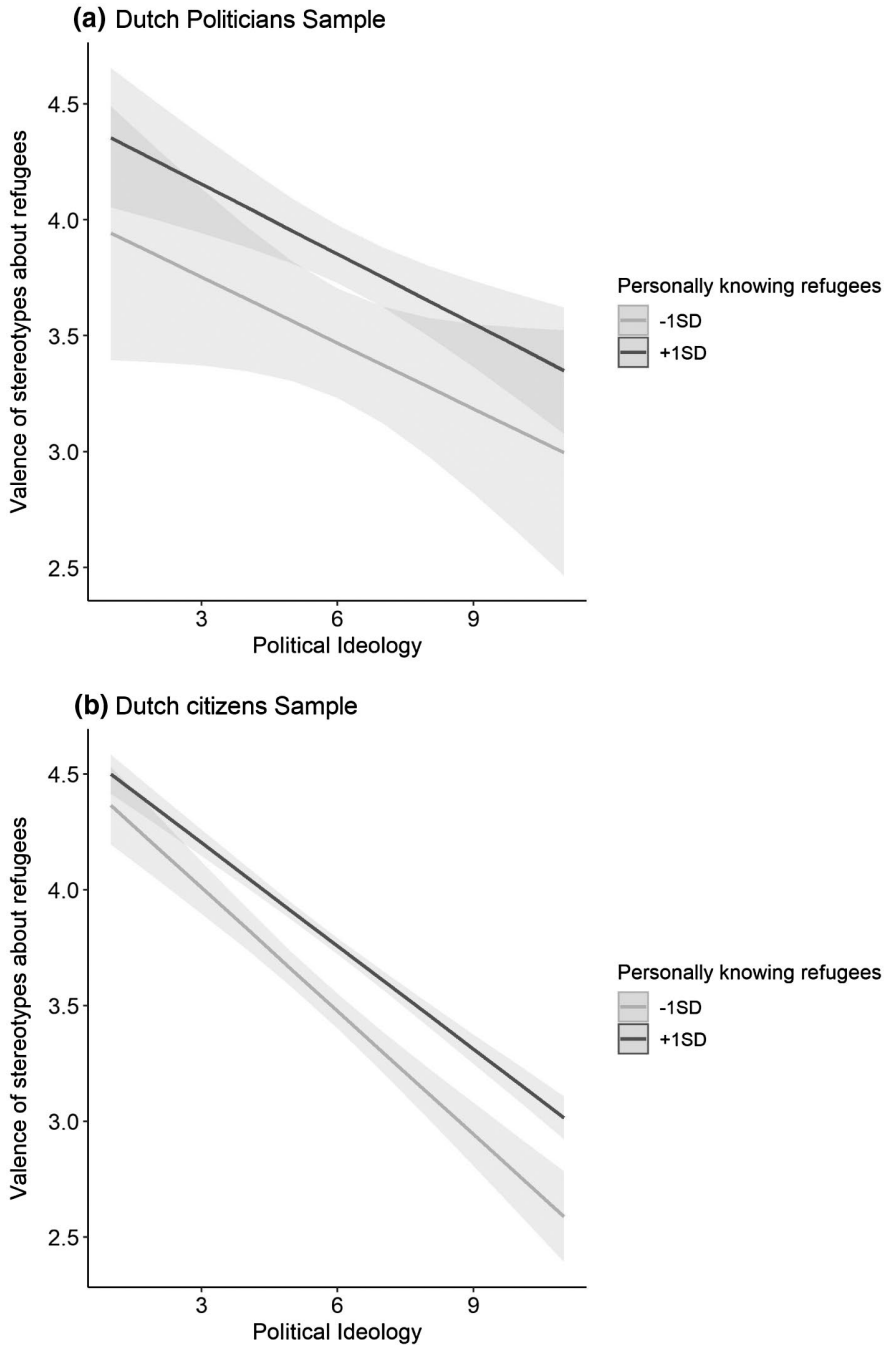 (a) Dutch Politicians Sample
Valence of stereotypes about refugees
4.5
4.0
3.5
3.0
2.5
3 6 9
Political Ideology
Personally knowing refugees
-1SD
+1SD
(b) Dutch citizens Sample
Valence of stereotypes about refugees
4.5
4.0
3.5
3.0
2.5
3 6 9
Political Ideology
Personally knowing refugees
-1SD
+1SD